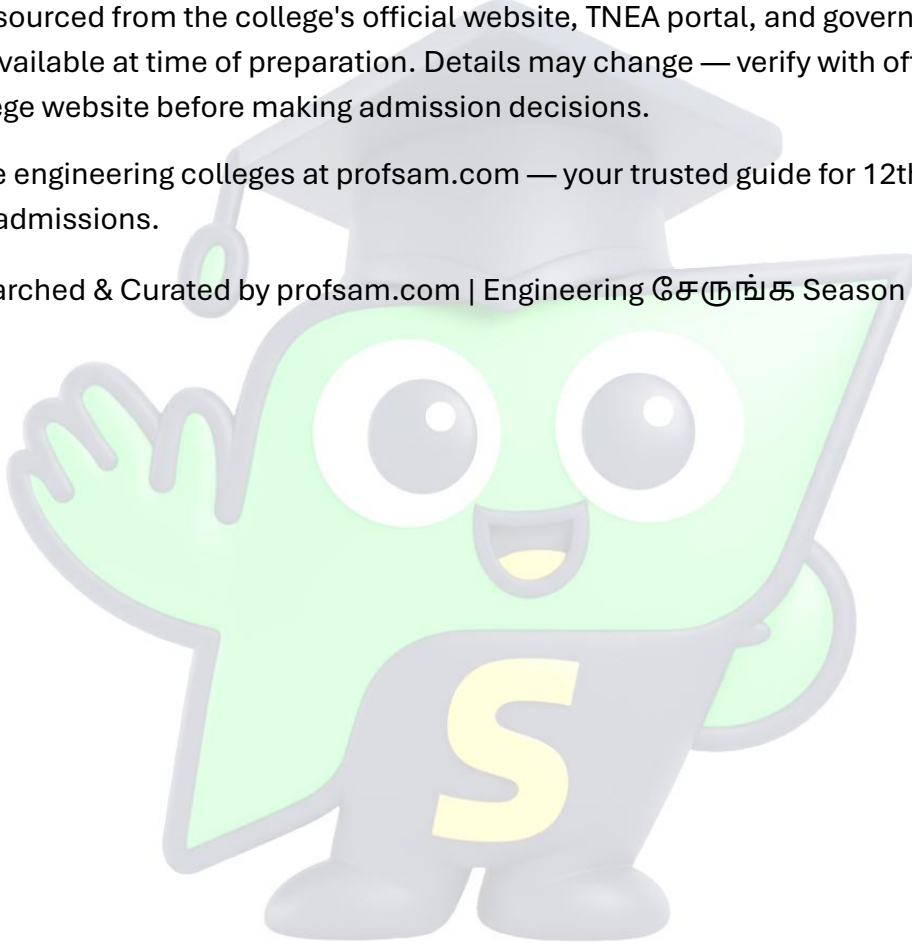 sourced from the college's official website, TNEA portal, and govern
vailable at time of preparation. Details may change — verify with of
ege website before making admission decisions.
e engineering colleges at profsam.com — your trusted guide for 12th
admissions.
arched & Curated by profsam.com | Engineering சேருங்க Season
S